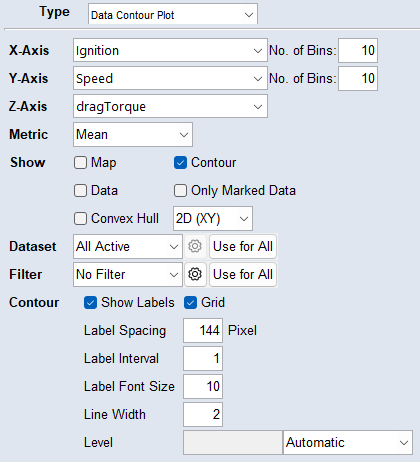 Type Data Contour Plot
X-Axis Ignition No. of Bins: 10
Y-Axis Speed No. of Bins: 10
Z-Axis dragTorque
Metric Mean
Show Map Contour
Data Only Marked Data
Convex Hull 2D (XY)
Dataset All Active Use for All
Filter No Filter Use for All
Contour Show Labels Grid
Label Spacing 144 Pixel
Label Interval 1
Label Font Size 10
Line Width 2
Level Automatic